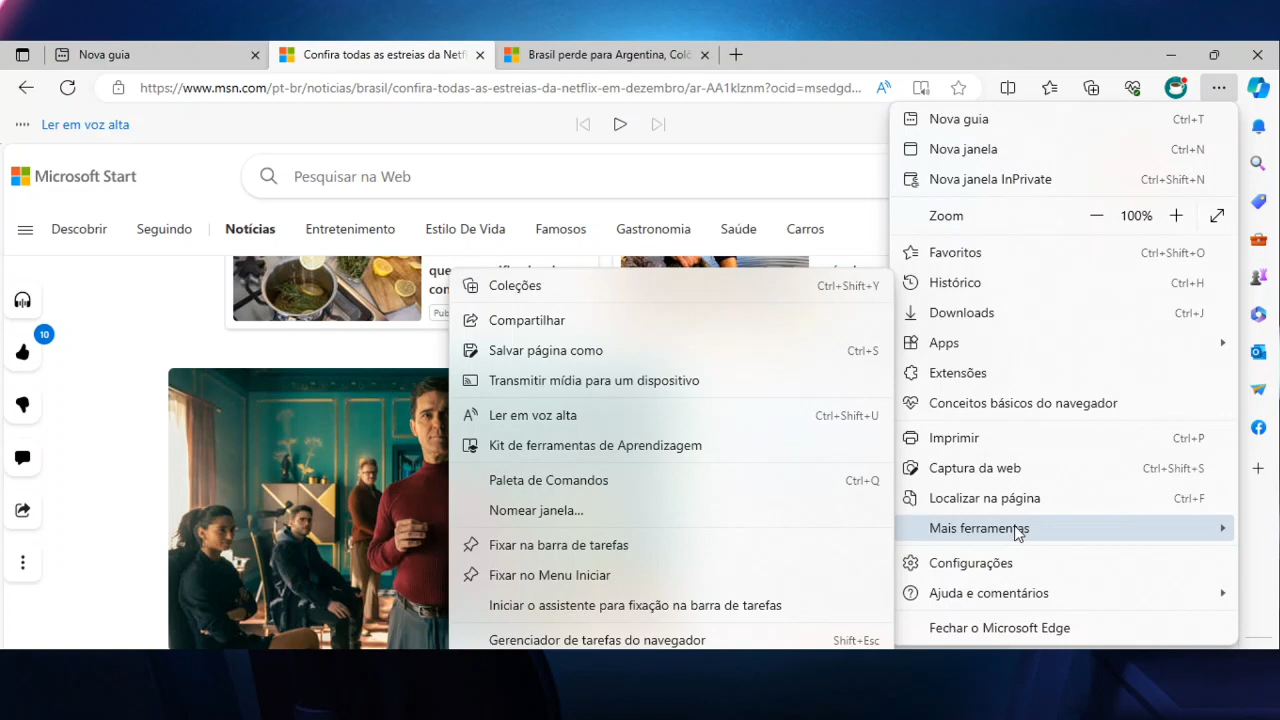 Nova guia
Confira todas as estreias da Netf
Brasil perde para Argentina, Coló
https://www.msn.com/pt-br/noticias/brasil/confira-todas-as-estreias-da-netflix-em-dezembro/ar-AA1klznm?ocid=msedgd...
Ler em voz alta
Microsoft Start
Pesquisar na Web
Descobrir
Seguindo
Notícias
Entretenimento
Estilo De Vida
Famosos
Gastronomia
Saúde
Carros
10
Coleções Ctrl+Shift+Y
Compartilhar
Salvar página como Ctrl+S
Transmitir mídia para um dispositivo
Ler em voz alta Ctrl+Shift+U
Kit de ferramentas de Aprendizagem
Paleta de Comandos Ctrl+Q
Nomear janela...
Fixar na barra de tarefas
Fixar no Menu Iniciar
Iniciar o assistente para fixação na barra de tarefas
Gerenciador de tarefas do navegador Shift+Esc
Nova guia Ctrl+T
Nova janela Ctrl+N
Nova janela InPrivate Ctrl+Shift+N
Zoom 100%
Favoritos Ctrl+Shift+O
Histórico Ctrl+H
Downloads Ctrl+J
Apps
Extensões
Conceitos básicos do navegador
Imprimir Ctrl+P
Captura da web Ctrl+Shift+S
Localizar na página Ctrl+F
Mais ferramentas
Configurações
Ajuda e comentários
Fechar o Microsoft Edge